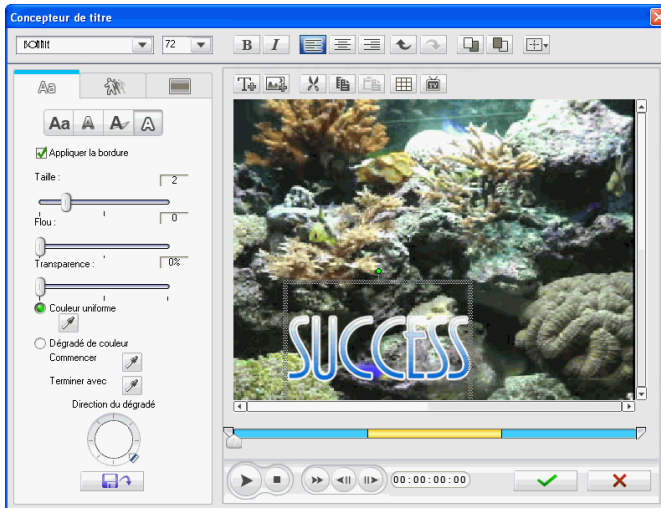 Concepteur de titre
72
B I
Aa
Aa A A A
Appliquer la bordure
Taille :
2
Flou :
0
Transparence :
0%
Couleur uniforme
Dégradé de couleur
Commencer
Terminer avec
Direction du dégradé
SUCCESS
00:00:00:00